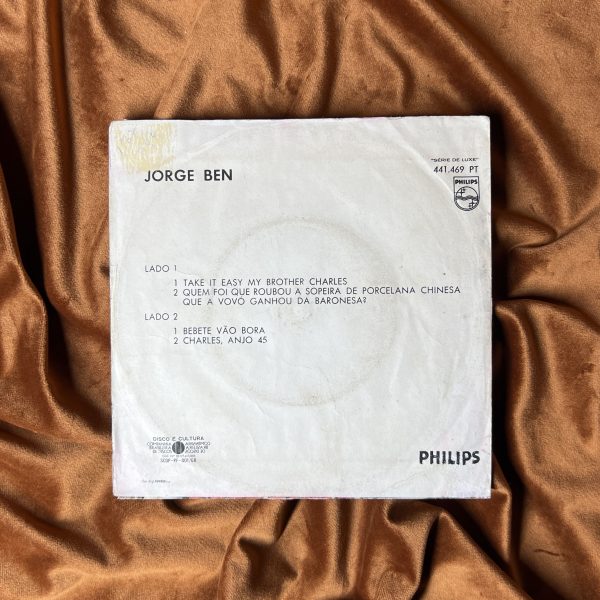 "SÉRIE DE LUXE"
441.469 PT
PHILIPS
JORGE BEN
LADO 1
1 TAKE IT EASY MY BROTHER CHARLES
2 QUEM FOI QUE ROUBOU A SOPEIRA DE PORCELANA CHINESA
QUE A VOVÓ GANHOU DA BARONESA?
LADO 2
1 BEBETE VÃO BORA
2 CHARLES, ANJO 45
DISCO É CULTURA
PHILIPS